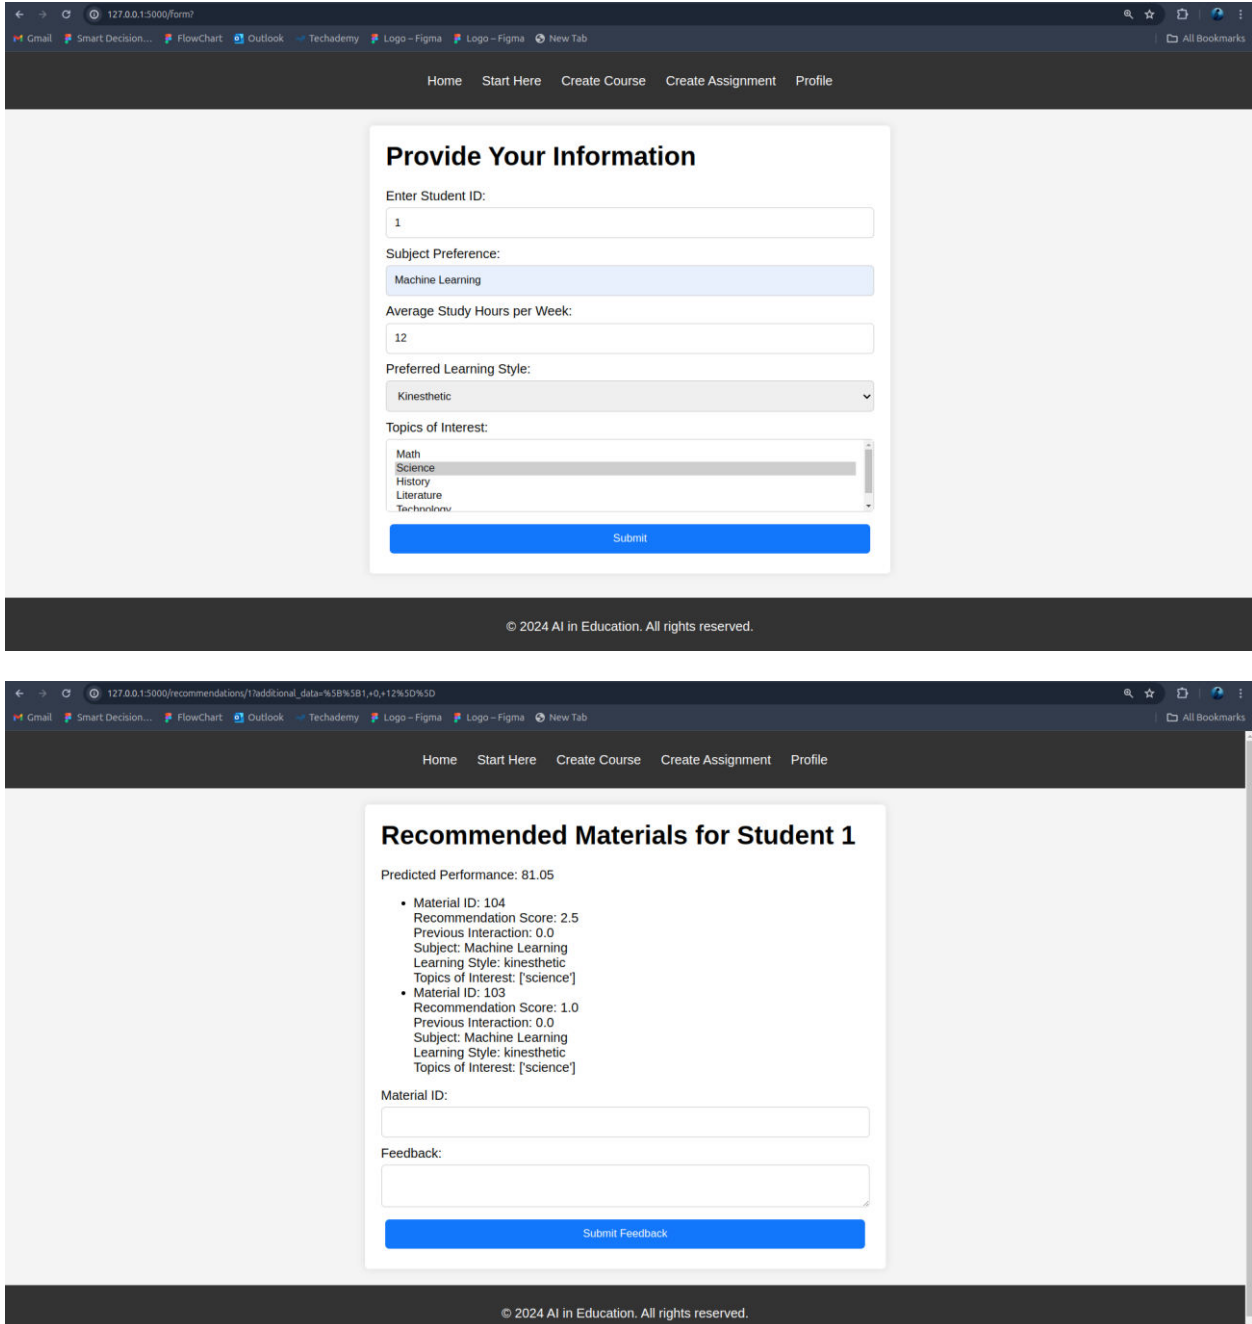 127.0.0.1:5000/form?
Gmail Smart Decision... FlowChart Outlook Techademy Logo – Figma Logo – Figma New Tab All Bookmarks
Home Start Here Create Course Create Assignment Profile
Provide Your Information
Enter Student ID:
1
Subject Preference:
Machine Learning
Average Study Hours per Week:
12
Preferred Learning Style:
Kinesthetic
Topics of Interest:
Math
Science
History
Literature
Technology
Submit
© 2024 AI in Education. All rights reserved.
127.0.0.1:5000/recommendations/1?additional_data=%5B%5B1,+0,+12%5D%5D
Gmail Smart Decision... FlowChart Outlook Techademy Logo – Figma Logo – Figma New Tab All Bookmarks
Home Start Here Create Course Create Assignment Profile
Recommended Materials for Student 1
Predicted Performance: 81.05
• Material ID: 104
Recommendation Score: 2.5
Previous Interaction: 0.0
Subject: Machine Learning
Learning Style: kinesthetic
Topics of Interest: ['science']
• Material ID: 103
Recommendation Score: 1.0
Previous Interaction: 0.0
Subject: Machine Learning
Learning Style: kinesthetic
Topics of Interest: ['science']
Material ID:
Feedback:
Submit Feedback
© 2024 AI in Education. All rights reserved.